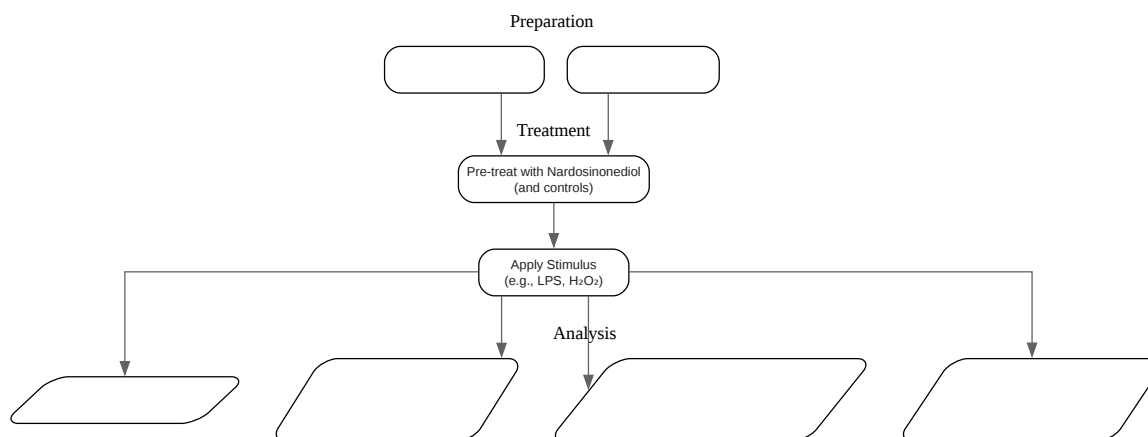 Preparation
Treatment
Pre-treat with Nardosinonediol
(and controls)
Apply Stimulus
(e.g., LPS, H₂O₂)
Analysis